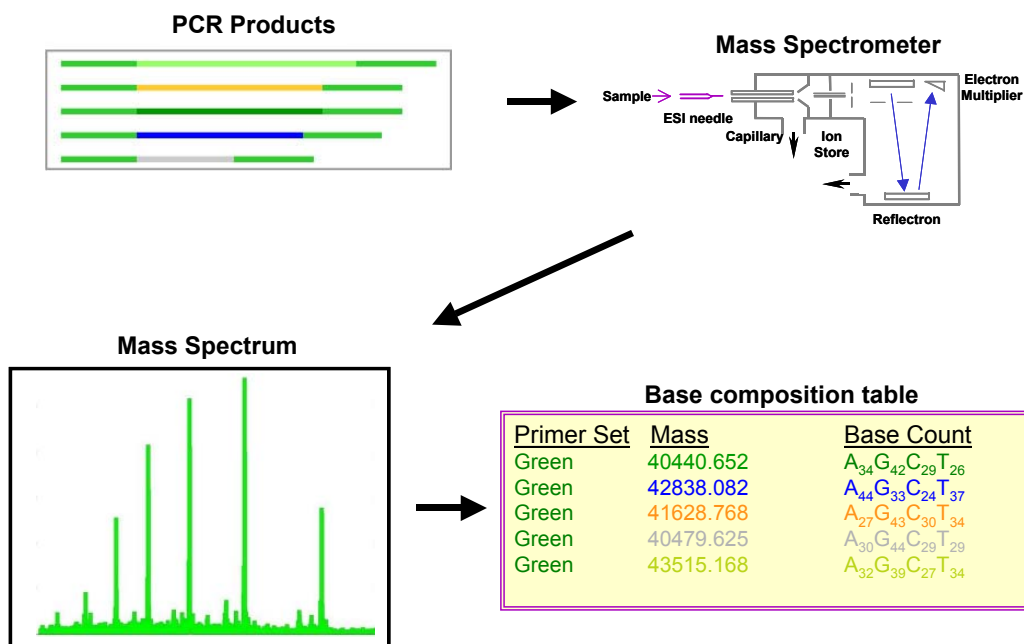 PCR Products
Mass Spectrometer
Electron
Multiplier
Sample
ESI needle
Capillary
Ion
Store
Reflectron
Mass Spectrum
Base composition table
Primer Set Mass Base Count
Green 40440.652 A₃₄G₄₂C₂₉T₂₆
Green 42838.082 A₄₄G₃₃C₂₄T₃₇
Green 41628.768 A₂₇G₄₃C₃₀T₃₄
Green 40479.625 A₃₀G₄₄C₂₉T₂₉
Green 43515.168 A₃₂G₃₉C₂₇T₃₄